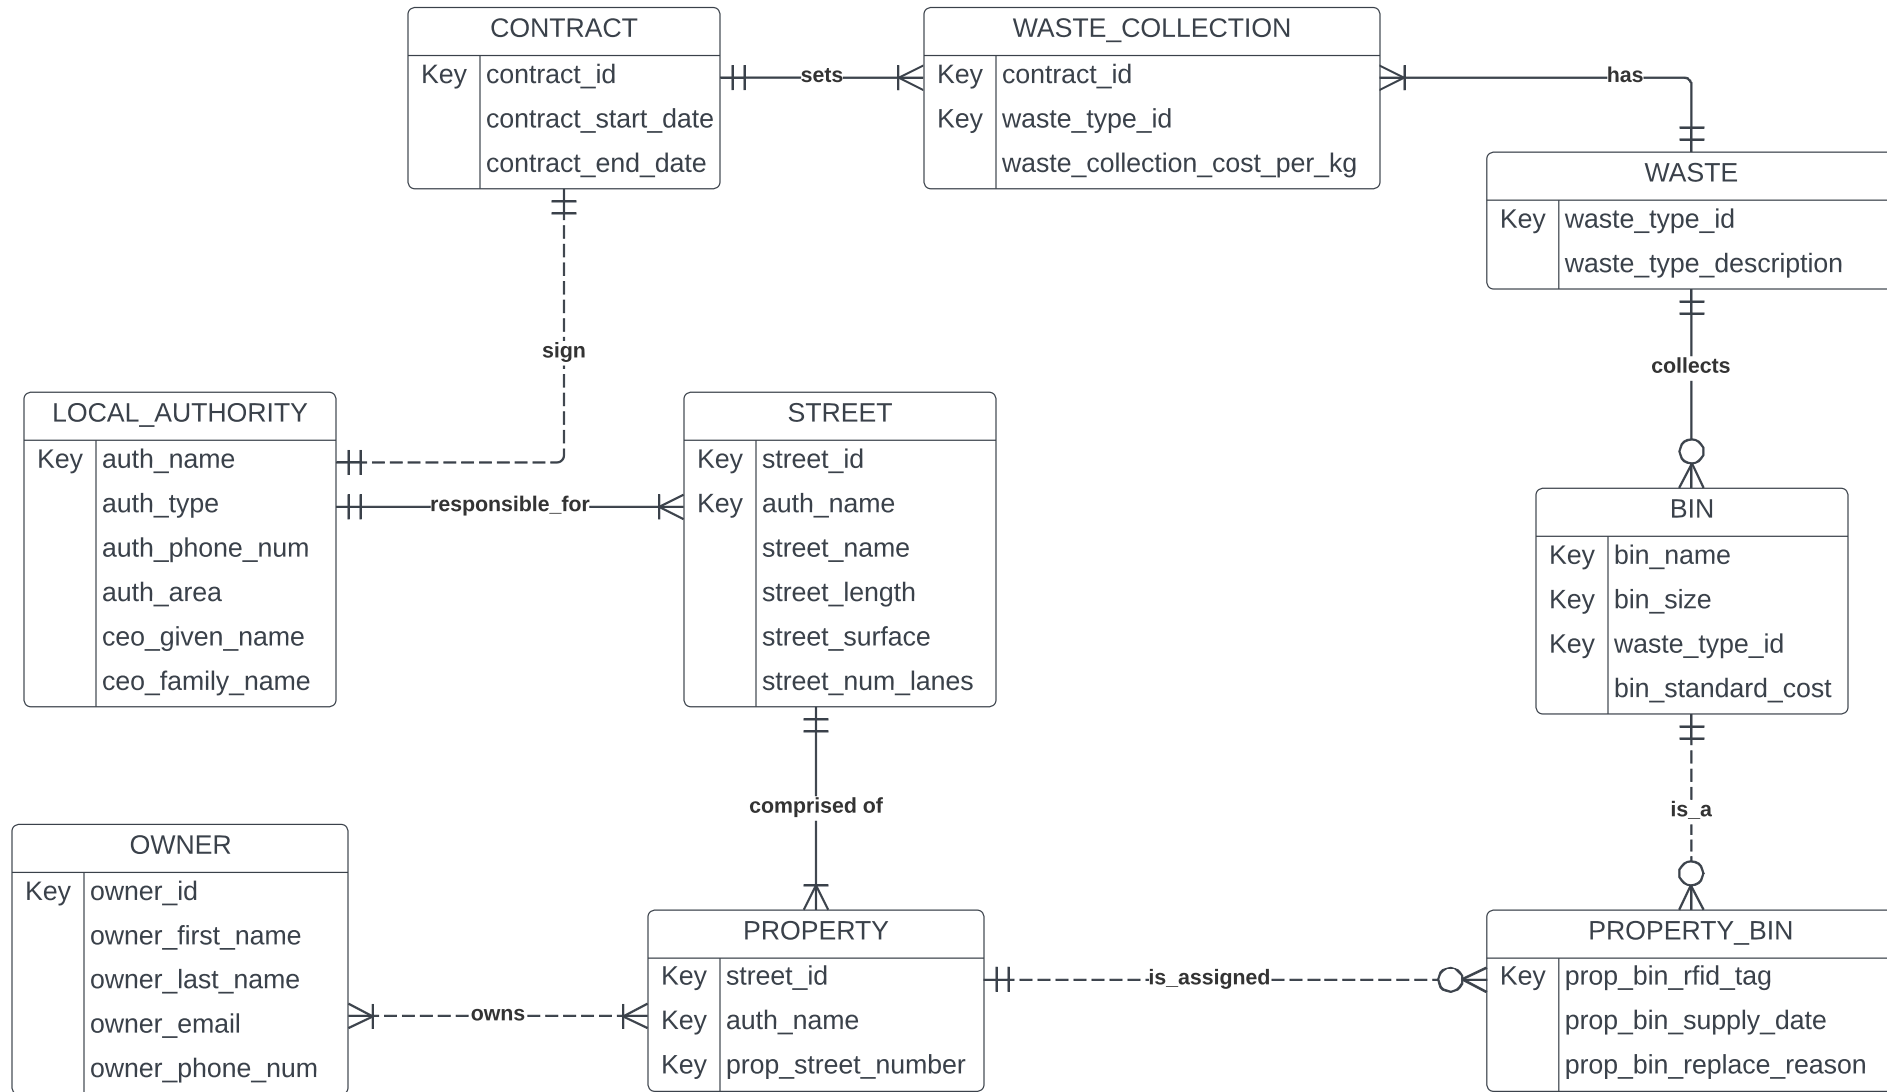 CONTRACT
Key contract_id
contract_start_date
contract_end_date
sets
WASTE_COLLECTION
Key contract_id
Key waste_type_id
waste_collection_cost_per_kg
has
WASTE
Key waste_type_id
waste_type_description
sign
collects
LOCAL_AUTHORITY
Key auth_name
auth_type
auth_phone_num
auth_area
ceo_given_name
ceo_family_name
responsible_for
STREET
Key street_id
Key auth_name
street_name
street_length
street_surface
street_num_lanes
BIN
Key bin_name
Key bin_size
Key waste_type_id
bin_standard_cost
comprised of
is_a
OWNER
Key owner_id
owner_first_name
owner_last_name
owner_email
owner_phone_num
owns
PROPERTY
Key street_id
Key auth_name
Key prop_street_number
is_assigned
PROPERTY_BIN
Key prop_bin_rfid_tag
prop_bin_supply_date
prop_bin_replace_reason